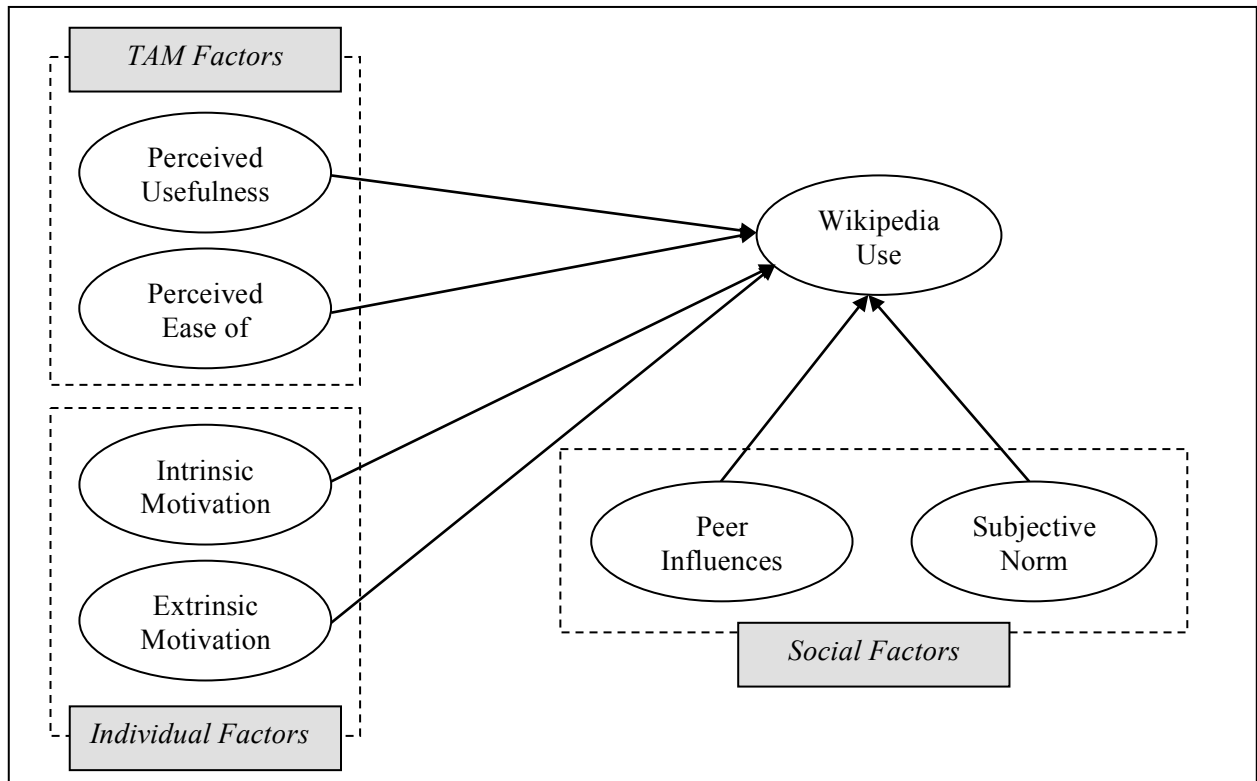 TAM Factors
Perceived
Usefulness
Perceived
Ease of
Wikipedia
Use
Intrinsic
Motivation
Extrinsic
Motivation
Individual Factors
Peer
Influences
Subjective
Norm
Social Factors